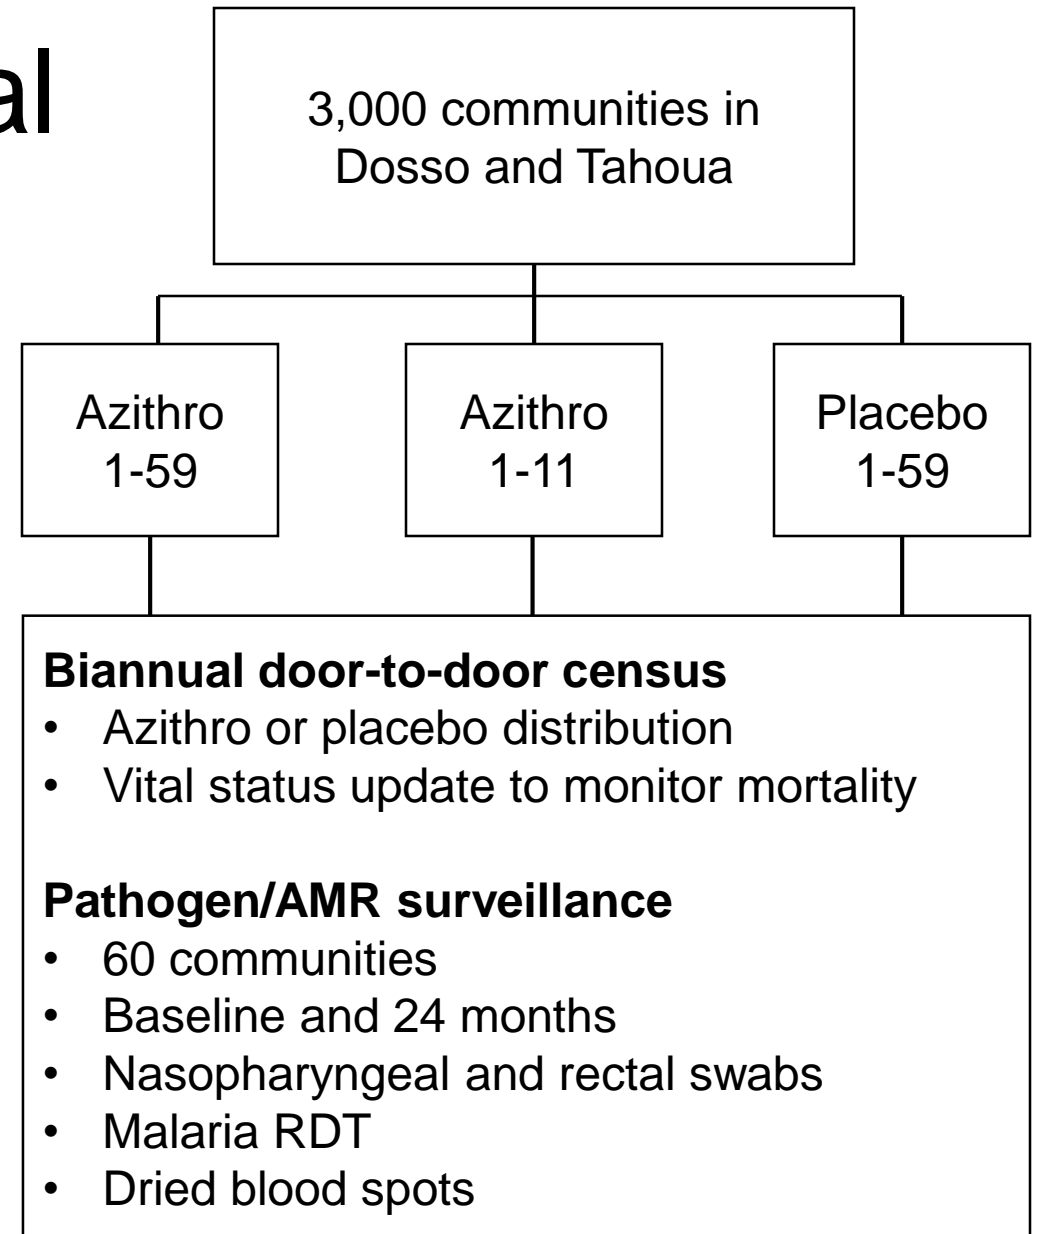 al
3,000 communities in
Dosso and Tahoua
Azithro
1-59
Azithro
1-11
Placebo
1-59
Biannual door-to-door census
• Azithro or placebo distribution
• Vital status update to monitor mortality
Pathogen/AMR surveillance
• 60 communities
• Baseline and 24 months
• Nasopharyngeal and rectal swabs
• Malaria RDT
• Dried blood spots